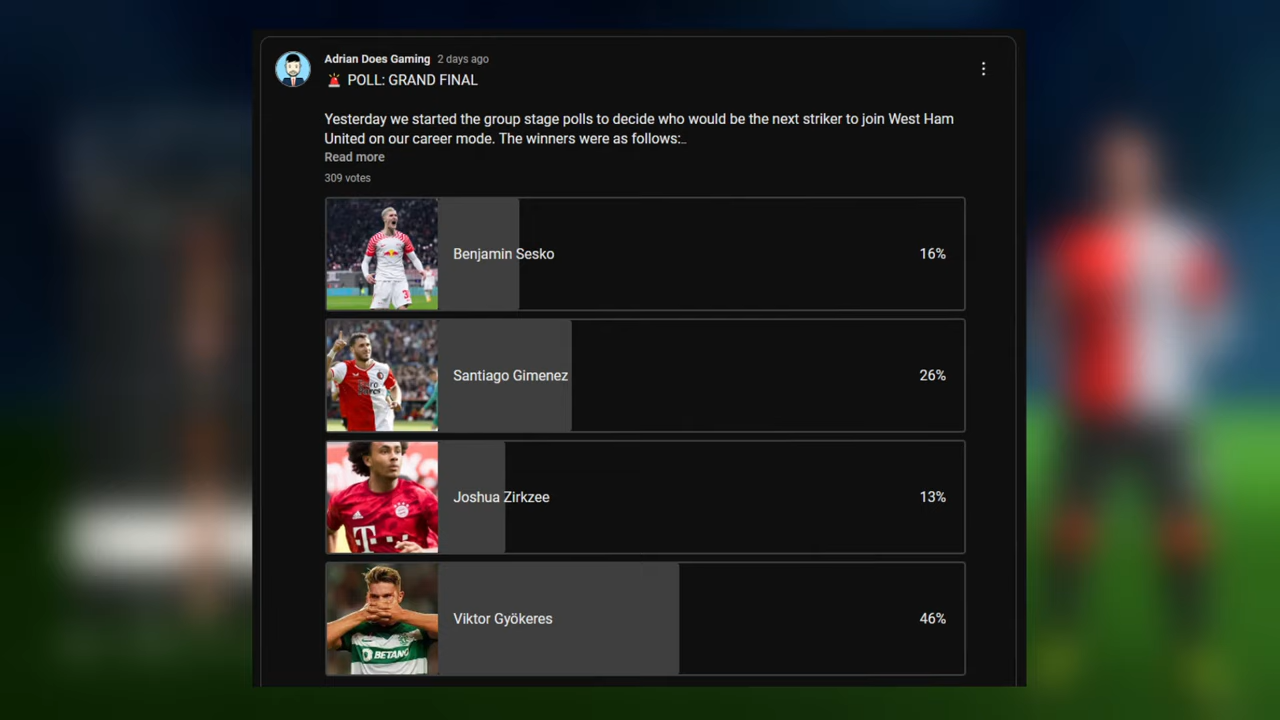 Adrian Does Gaming 2 days ago
🚨 POLL: GRAND FINAL
Yesterday we started the group stage polls to decide who would be the next striker to join West Ham
United on our career mode. The winners were as follows:...
Read more
309 votes
Benjamin Sesko 16%
Santiago Gimenez 26%
Joshua Zirkzee 13%
T
Viktor Gyökeres 46%
BETANO